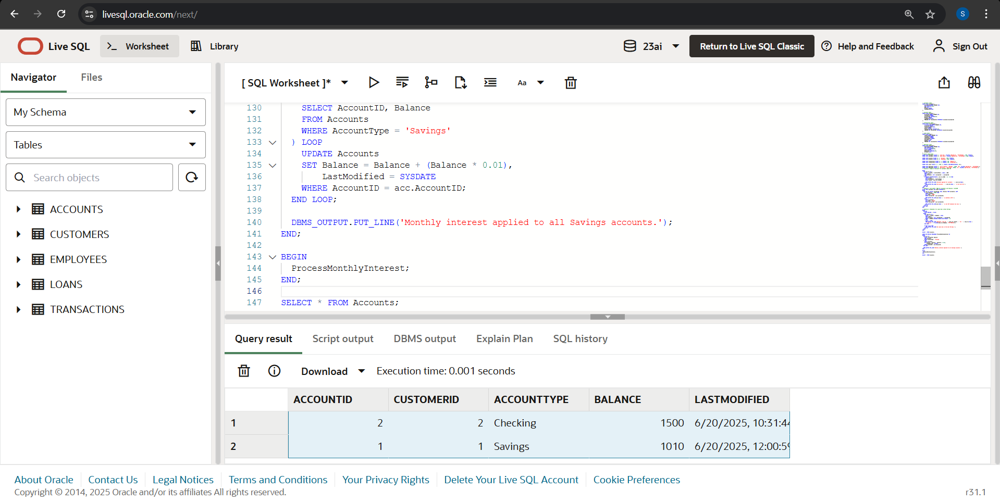 livesql.oracle.com/next/
S
Live SQL
>_ Worksheet
Library
23ai
Return to Live SQL Classic
Help and Feedback
Sign Out
Navigator
Files
My Schema
Tables
Search objects
ACCOUNTS
CUSTOMERS
EMPLOYEES
LOANS
TRANSACTIONS
[ SQL Worksheet ]*
Aa
130 SELECT AccountID, Balance
131 FROM Accounts
132 WHERE AccountType = 'Savings'
133 ) LOOP
134 UPDATE Accounts
135 SET Balance = Balance + (Balance * 0.01),
136 LastModified = SYSDATE
137 WHERE AccountID = acc.AccountID;
138 END LOOP;
139
140 DBMS_OUTPUT.PUT_LINE('Monthly interest applied to all Savings accounts.');
141 END;
142
143 BEGIN
144 ProcessMonthlyInterest;
145 END;
146
147 SELECT * FROM Accounts;
Query result
Script output
DBMS output
Explain Plan
SQL history
Download
Execution time: 0.001 seconds
ACCOUNTID CUSTOMERID ACCOUNTTYPE BALANCE LASTMODIFIED
1 2 2 Checking 1500 6/20/2025, 10:31:44
2 1 1 Savings 1010 6/20/2025, 12:00:59
About Oracle
Contact Us
Legal Notices
Terms and Conditions
Your Privacy Rights
Delete Your Live SQL Account
Cookie Preferences
Copyright © 2014, 2025 Oracle and/or its affiliates All rights reserved.
r31.1